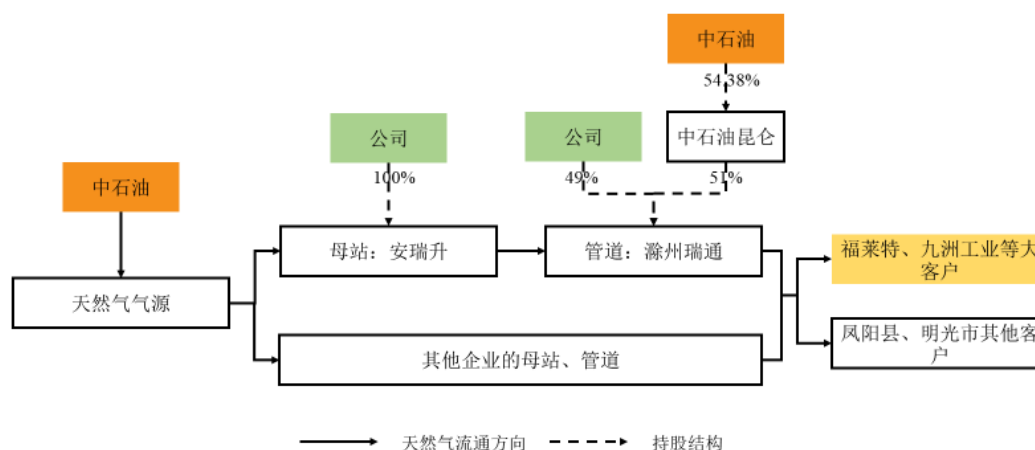 中石油
54.38%
公司
公司
中石油昆仑
100%
49%
51%
中石油
母站：安瑞升
管道：滁州瑞通
福莱特、九洲工业等大
客户
天然气气源
凤阳县、明光市其他客
户
其他企业的母站、管道
天然气流通方向
持股结构